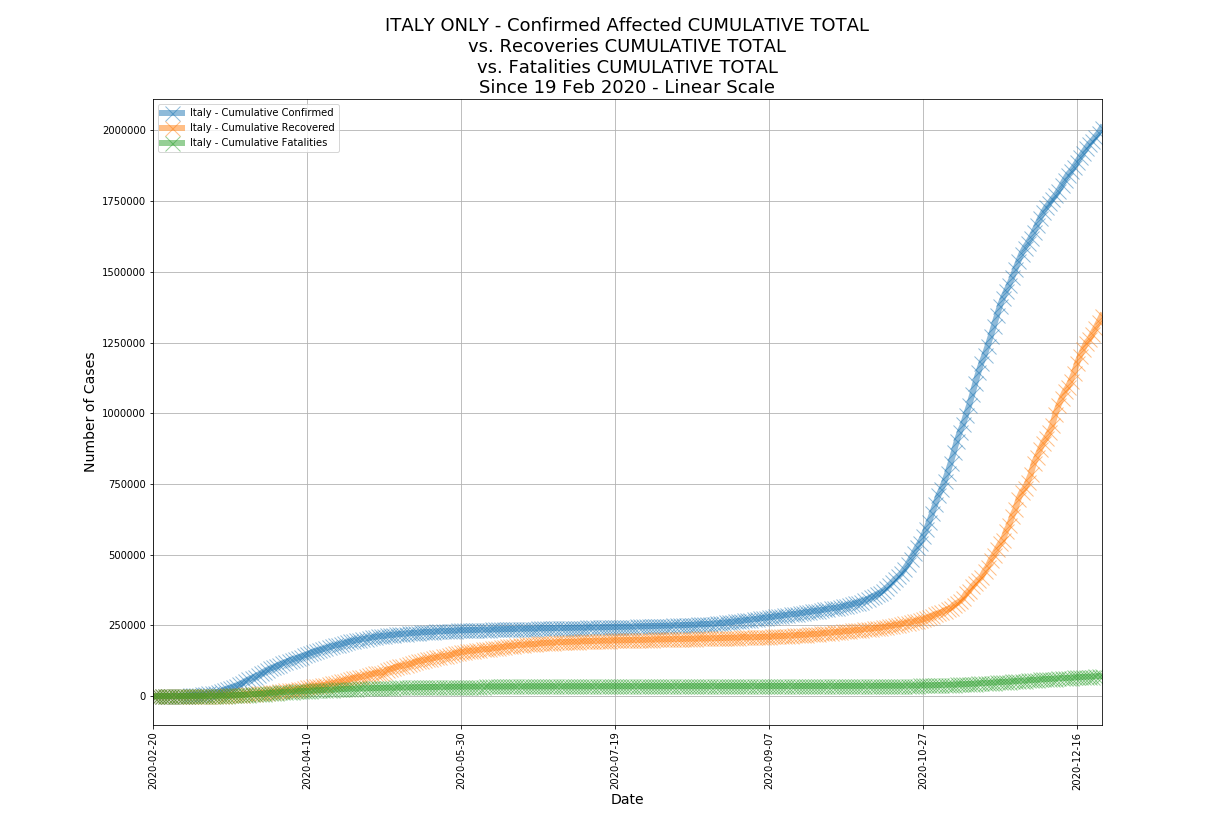 ITALY ONLY - Confirmed Affected CUMULATIVE TOTAL
vs. Recoveries CUMULATIVE TOTAL
vs. Fatalities CUMULATIVE TOTAL
Since 19 Feb 2020 - Linear Scale
Italy - Cumulative Confirmed
Italy - Cumulative Recovered
Italy - Cumulative Fatalities
Number of Cases
2000000
1750000
1500000
1250000
1000000
750000
500000
250000
0
2020-02-20
2020-04-10
2020-05-30
2020-07-19
2020-09-07
2020-10-27
2020-12-16
Date